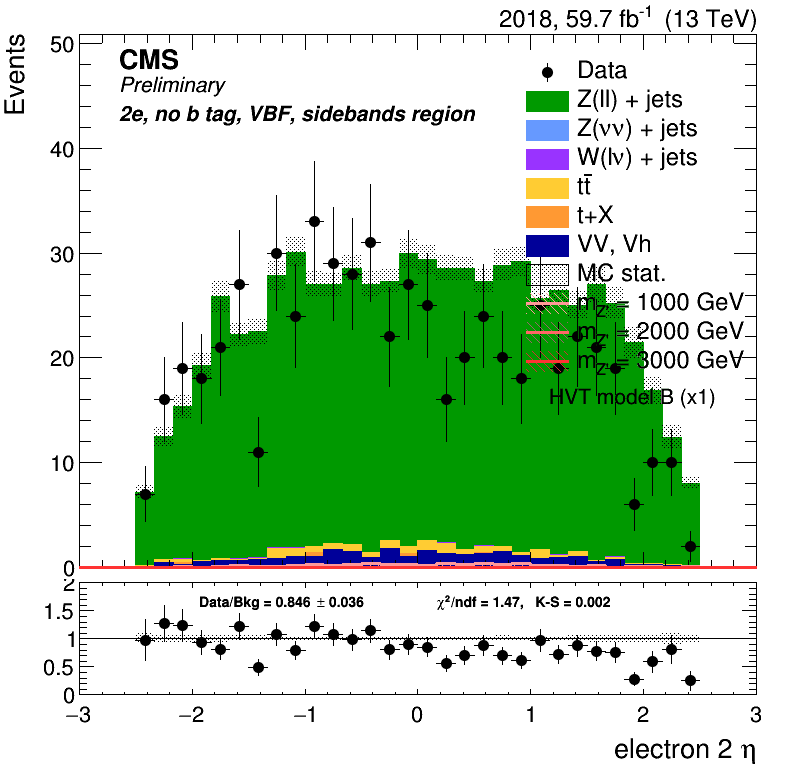 2018, 59.7 fb⁻¹ (13 TeV)
Events
CMS
Preliminary
2e, no b tag, VBF, sidebands region
Data
Z(ll) + jets
Z(νν) + jets
W(lν) + jets
tt̄
t+X
VV, Vh
MC stat.
m_Z' = 1000 GeV
m_Z' = 2000 GeV
m_Z' = 3000 GeV
HVT model B (x1)
50
40
30
20
10
0
Data/Bkg = 0.846 ± 0.036
χ²/ndf = 1.47, K-S = 0.002
2
1.5
1
0.5
0
−3 −2 −1 0 1 2 3
electron 2 η